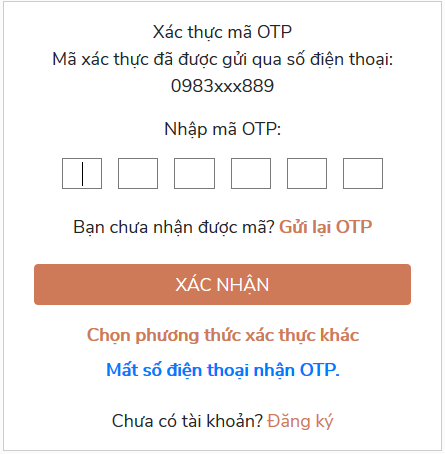 Xác thực mã OTP
Mã xác thực đã được gửi qua số điện thoại:
0983xxx889
Nhập mã OTP:
Bạn chưa nhận được mã? Gửi lại OTP
XÁC NHẬN
Chọn phương thức xác thực khác
Mất số điện thoại nhận OTP.
Chưa có tài khoản? Đăng ký